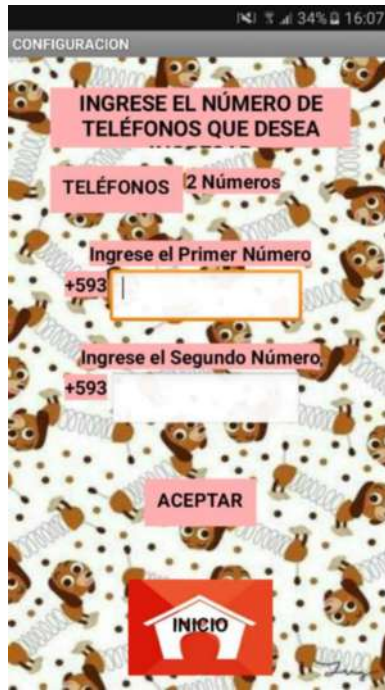 34% 16:07
CONFIGURACION
INGRESE EL NÚMERO DE
TELÉFONOS QUE DESEA
TELÉFONOS 2 Números
Ingrese el Primer Número
+593
Ingrese el Segundo Número
+593
ACEPTAR
INICIO